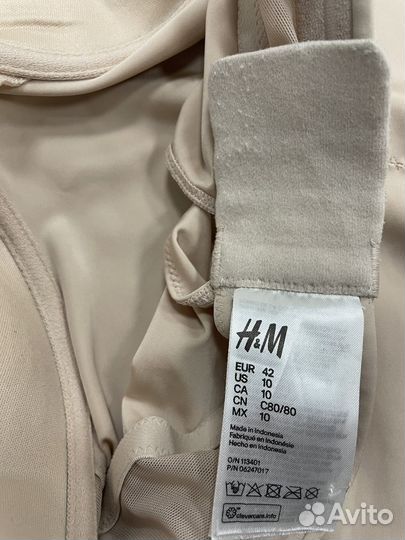 H&M
EUR 42
US 10
CA 10
CN C80/80
MX 10
Made in Indonesia
Fabriqué en Indonésie
Hecho en Indonesia
O/N 113401
P/N 06247017
clevercare.info
Avito